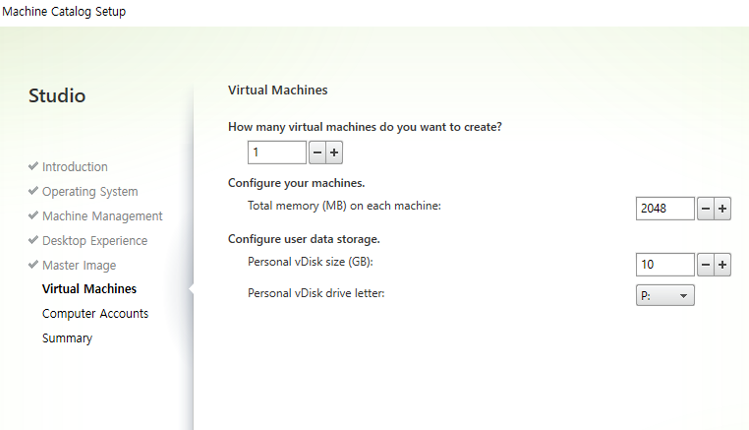 Machine Catalog Setup
Studio
Introduction
Operating System
Machine Management
Desktop Experience
Master Image
Virtual Machines
Computer Accounts
Summary
Virtual Machines
How many virtual machines do you want to create?
1 − +
Configure your machines.
Total memory (MB) on each machine: 2048 − +
Configure user data storage.
Personal vDisk size (GB): 10 − +
Personal vDisk drive letter: P: